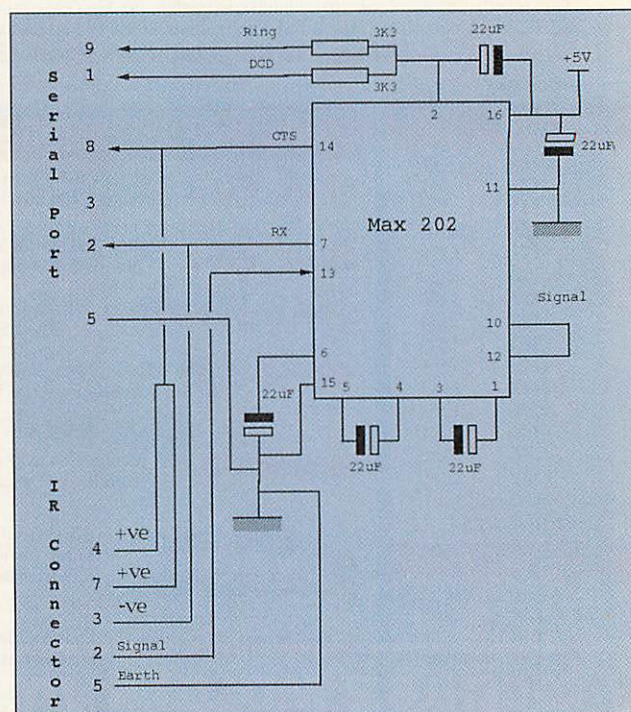 Serial Port
9
1
8
3
2
5
Ring
DCD
CTS
RX
3K3
3K3
22uF
+5V
22uF
2
16
14
11
7
13
Max 202
Signal
10
12
6
15
5
4
3
1
22uF
22uF
22uF
IR Connector
4 +ve
7 +ve
3 -ve
2 Signal
5 Earth